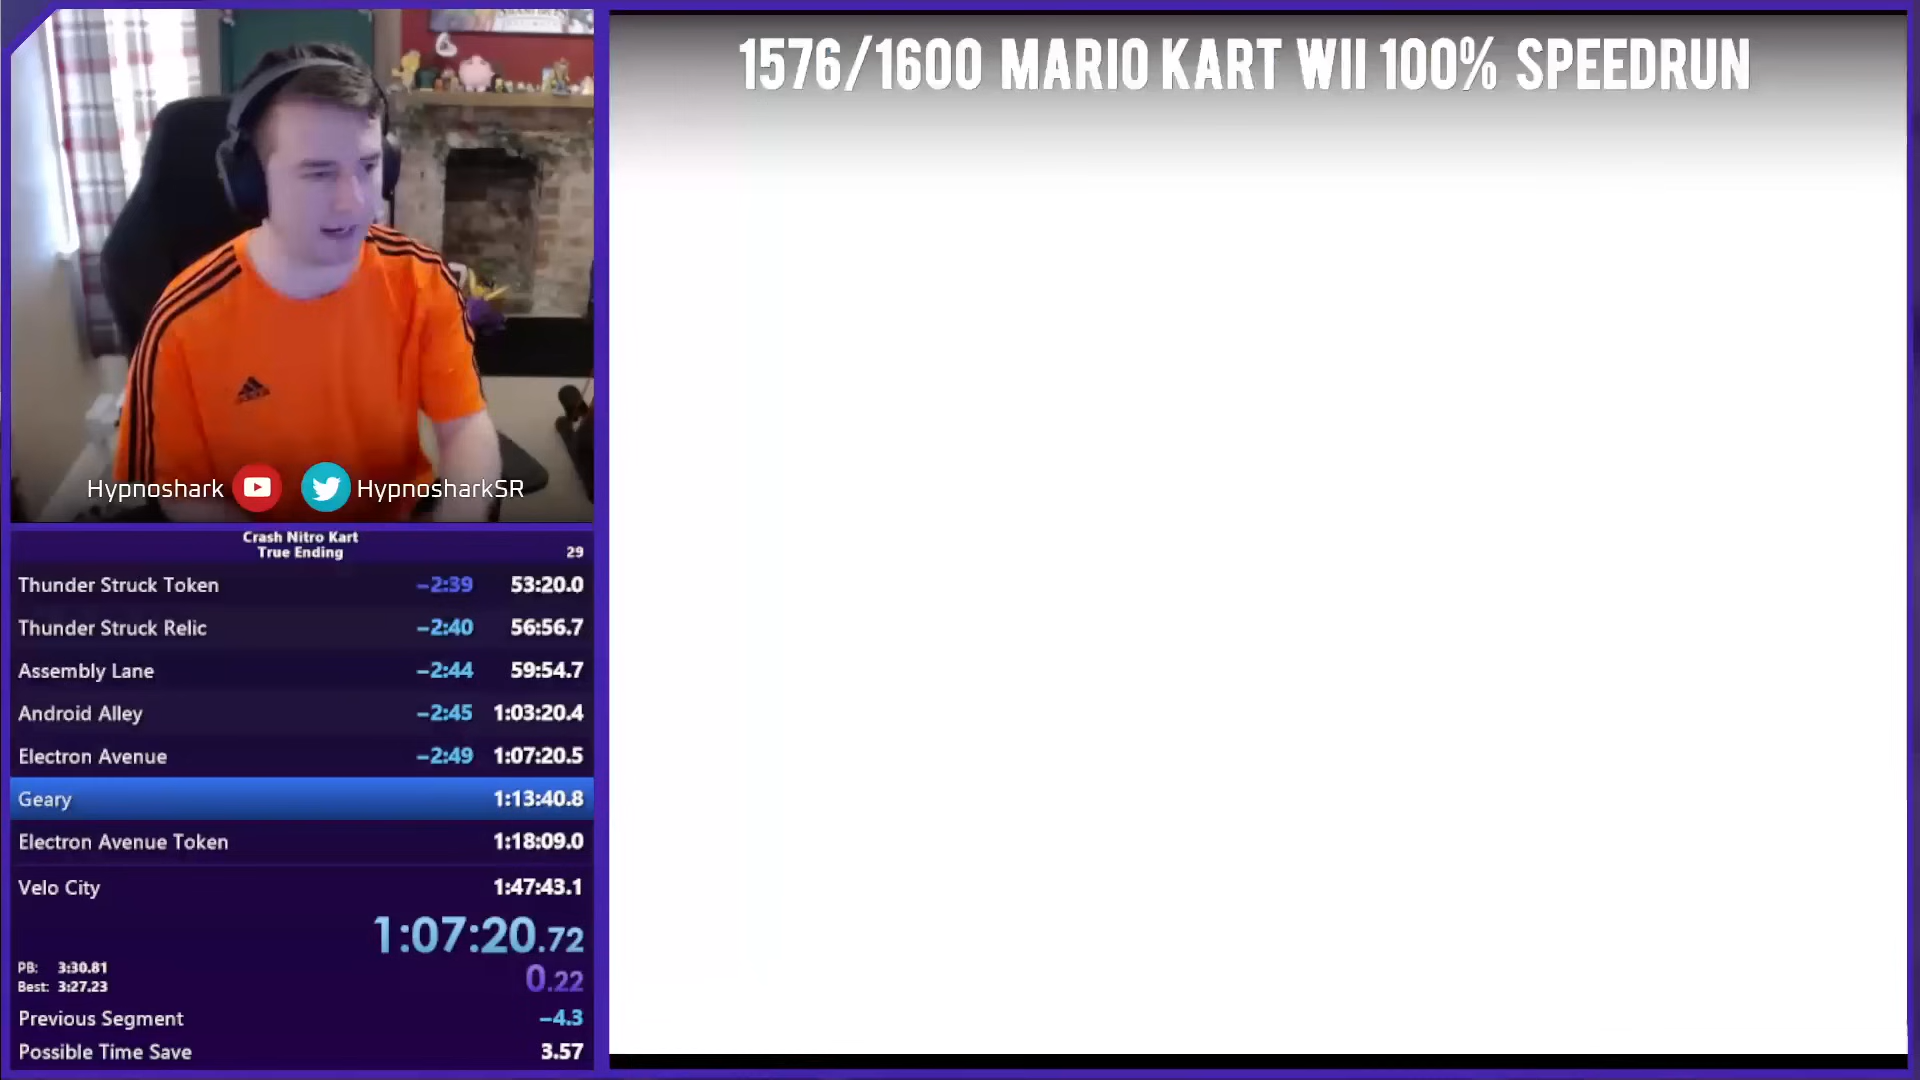 1576/1600 MARIO KART WII 100% SPEEDRUN
Hypnoshark HypnosharkSR
Crash Nitro Kart
True Ending 29
Thunder Struck Token −2:39 53:20.0
Thunder Struck Relic −2:40 56:56.7
Assembly Lane −2:44 59:54.7
Android Alley −2:45 1:03:20.4
Electron Avenue −2:49 1:07:20.5
Geary 1:13:40.8
Electron Avenue Token 1:18:09.0
Velo City 1:47:43.1
1:07:20.72
PB: 3:30.81
Best: 3:27.23
0.22
Previous Segment −4.3
Possible Time Save 3.57